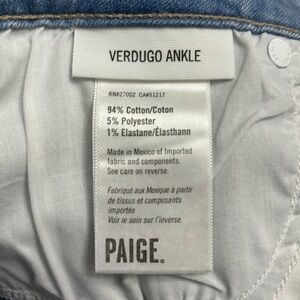 VERDUGO ANKLE
RN#27002 CA#51217
94% Cotton/Coton
5% Polyester
1% Elastane/Élasthann
Made in Mexico of Imported
fabric and components.
See care on reverse.
Fabriqué aux Mexique à partir
de tissus et composants
importés
Voir le soin sur l'inverse.
PAIGE.